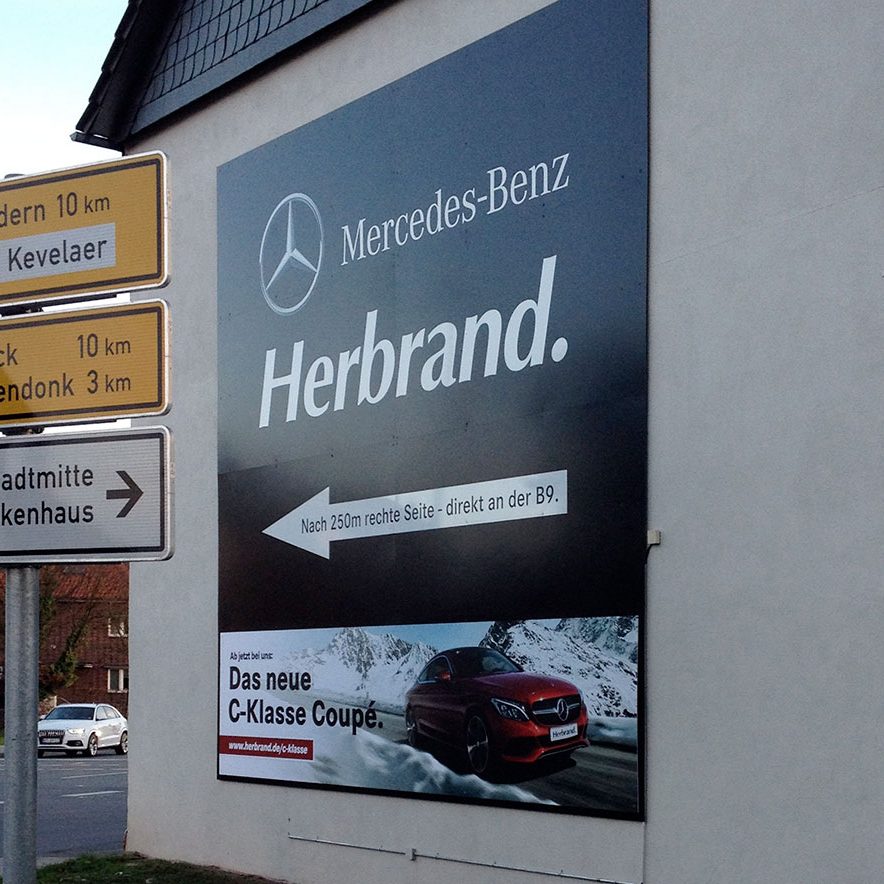 dern 10 km
Kevelaer
ck 10 km
endonk 3 km
adtmitte
kenhaus
Mercedes-Benz
Herbrand.
Nach 250m rechte Seite - direkt an der B9.
Ab jetzt bei uns:
Das neue
C-Klasse Coupé.
www.herbrand.de/c-klasse
Herbrand.